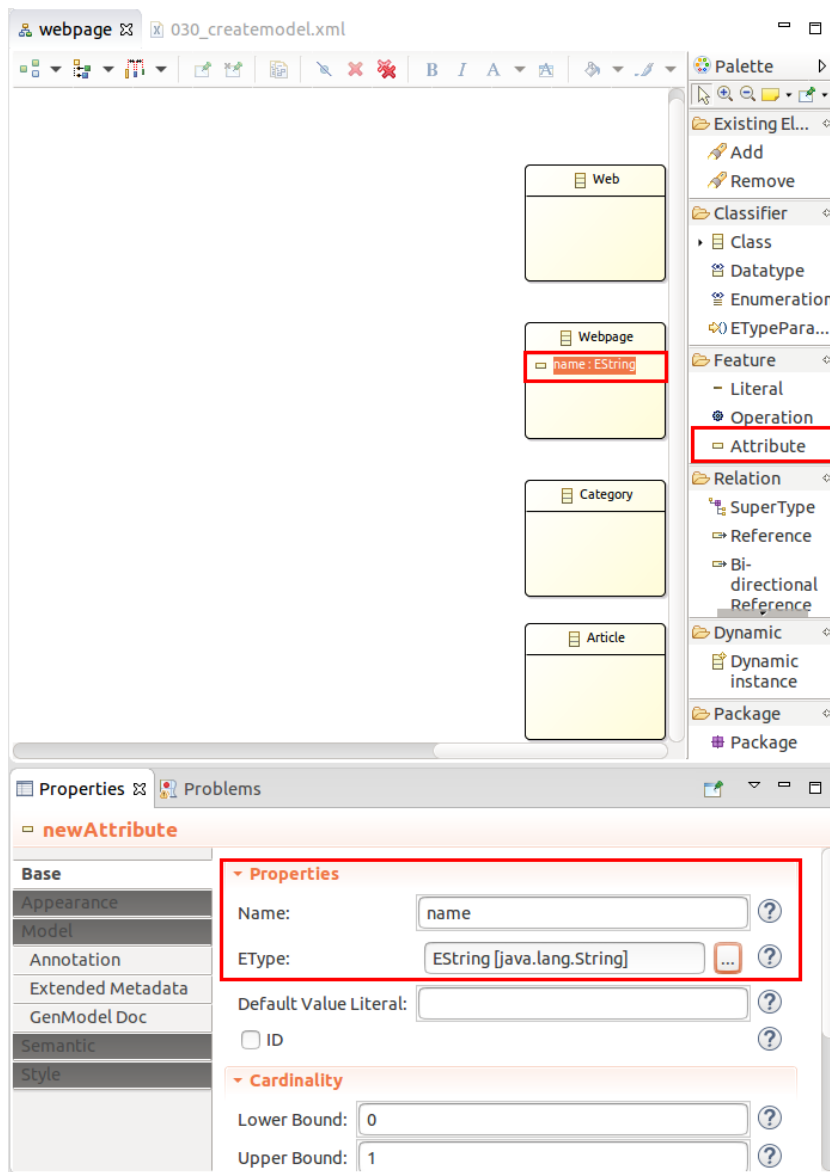 webpage
030_createmodel.xml
B I A
Palette
Existing El...
Add
Remove
Web
Classifier
Class
Datatype
Enumeration
ETypePara...
Webpage
name : EString
Feature
Literal
Operation
Attribute
Relation
SuperType
Reference
Bi-
directional
Reference
Category
Article
Dynamic
Dynamic
instance
Package
Package
Properties
Problems
newAttribute
Base
Appearance
Model
Annotation
Extended Metadata
GenModel Doc
Semantic
Style
Properties
Name: name
EType: EString [java.lang.String] ...
Default Value Literal:
ID
Cardinality
Lower Bound: 0
Upper Bound: 1